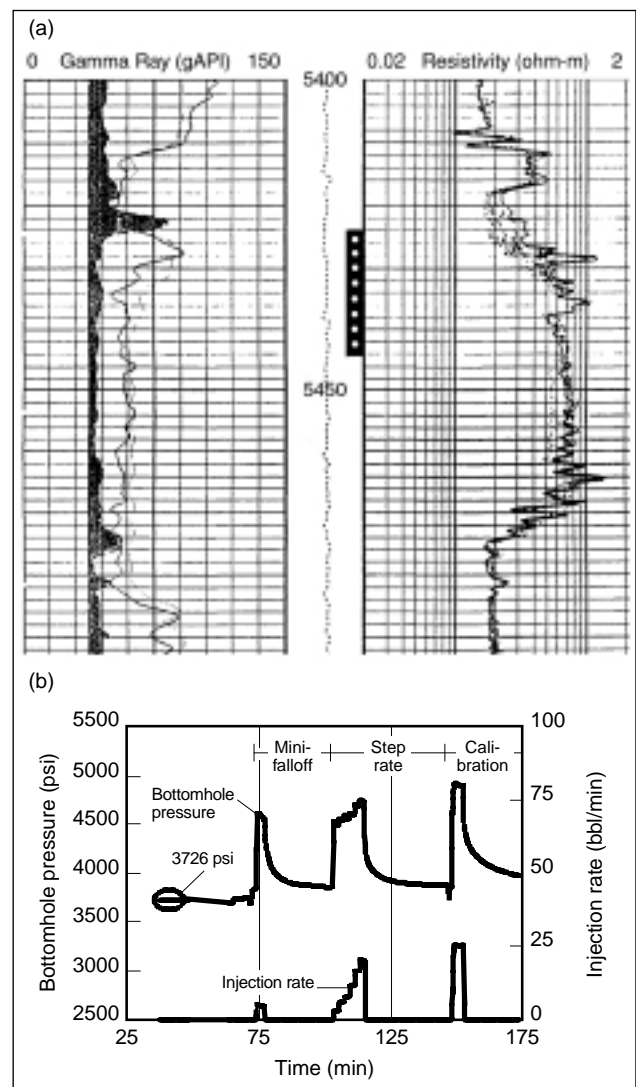 (a)
0 Gamma Ray (gAPI) 150
5400
0.02 Resistivity (ohm-m) 2
5450
(b)
5500
5000
4500
4000
3500
3000
2500
Bottomhole pressure (psi)
100
75
50
25
0
Injection rate (bbl/min)
Mini-
falloff
Step
rate
Cali-
bration
Bottomhole
pressure
3726 psi
Injection rate
25 75 125 175
Time (min)